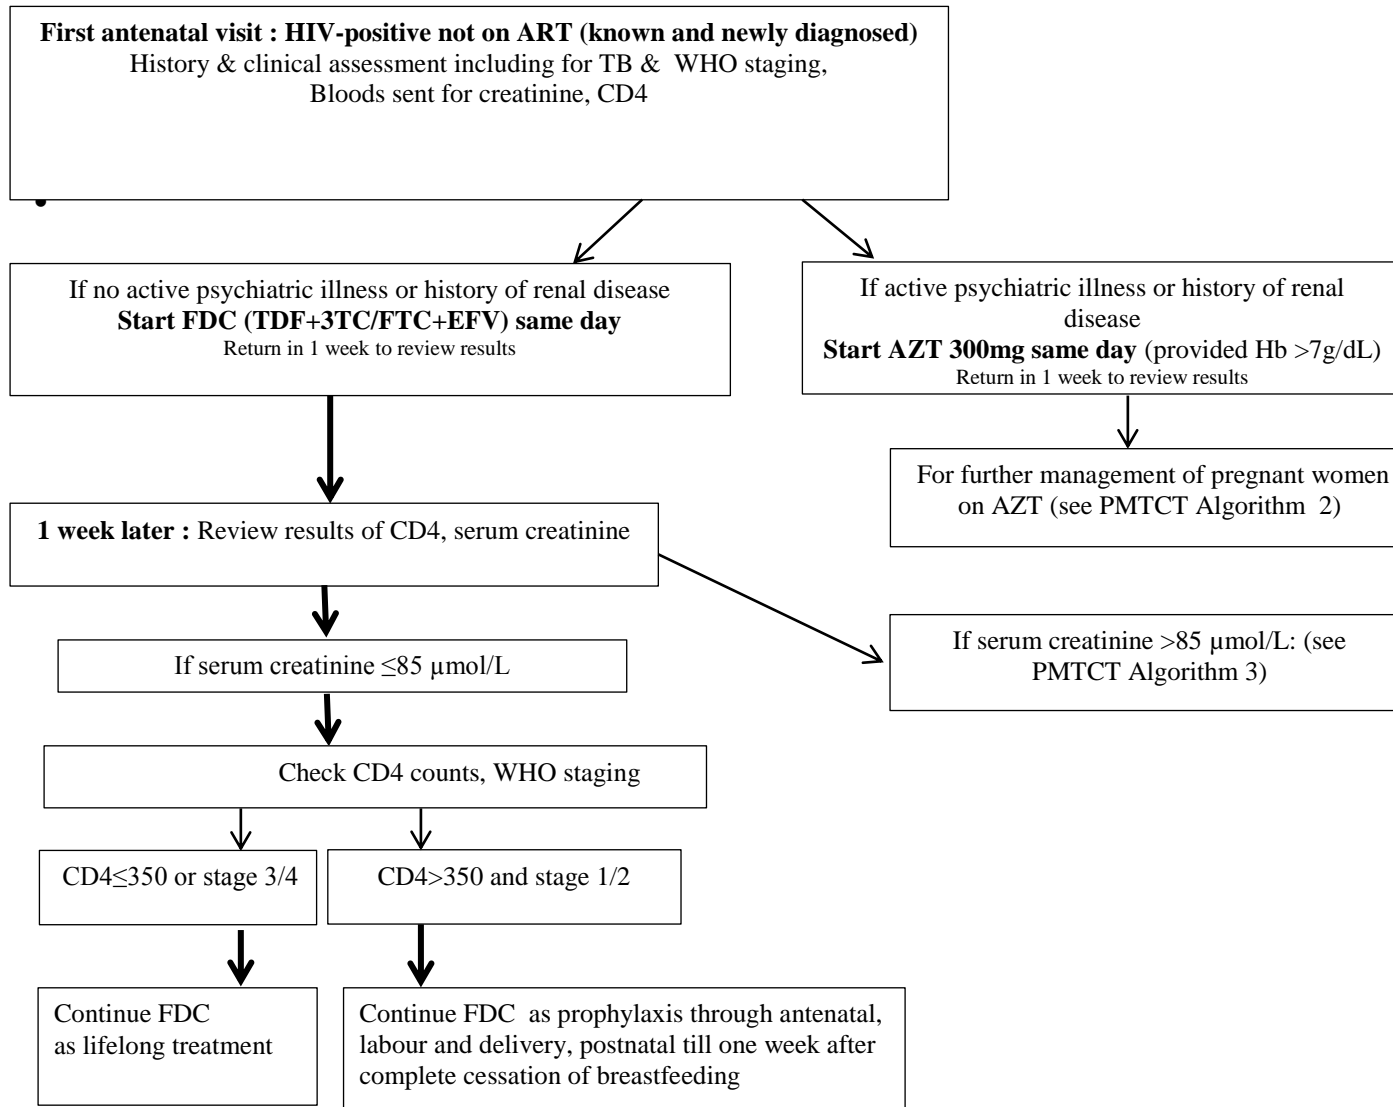 First antenatal visit : HIV-positive not on ART (known and newly diagnosed)
History & clinical assessment including for TB & WHO staging,
Bloods sent for creatinine, CD4
If no active psychiatric illness or history of renal disease
Start FDC (TDF+3TC/FTC+EFV) same day
Return in 1 week to review results
If active psychiatric illness or history of renal
disease
Start AZT 300mg same day (provided Hb >7g/dL)
Return in 1 week to review results
For further management of pregnant women
on AZT (see PMTCT Algorithm 2)
1 week later : Review results of CD4, serum creatinine
If serum creatinine >85 µmol/L: (see
PMTCT Algorithm 3)
If serum creatinine ≤85 µmol/L
Check CD4 counts, WHO staging
CD4≤350 or stage 3/4
CD4>350 and stage 1/2
Continue FDC
as lifelong treatment
Continue FDC as prophylaxis through antenatal,
labour and delivery, postnatal till one week after
complete cessation of breastfeeding